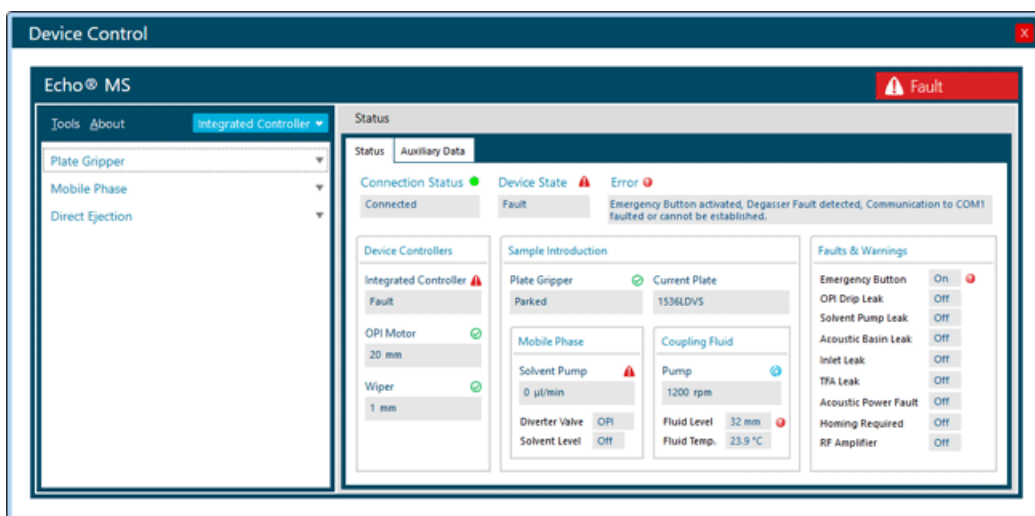 Device Control
X
Echo® MS
Fault
Tools About
Integrated Controller
Plate Gripper
Mobile Phase
Direct Ejection
Status
Status
Auxiliary Data
Connection Status
Connected
Device State
Fault
Error
Emergency Button activated, Degasser Fault detected, Communication to COM1
faulted or cannot be established.
Device Controllers
Integrated Controller
Fault
OPI Motor
20 mm
Wiper
1 mm
Sample Introduction
Plate Gripper
Parked
Current Plate
1536LDVS
Mobile Phase
Solvent Pump
0 µl/min
Diverter Valve OPI
Solvent Level Off
Coupling Fluid
Pump
1200 rpm
Fluid Level 32 mm
Fluid Temp. 23.9 °C
Faults & Warnings
Emergency Button On
OPI Drip Leak Off
Solvent Pump Leak Off
Acoustic Basin Leak Off
Inlet Leak Off
TFA Leak Off
Acoustic Power Fault Off
Homing Required Off
RF Amplifier Off